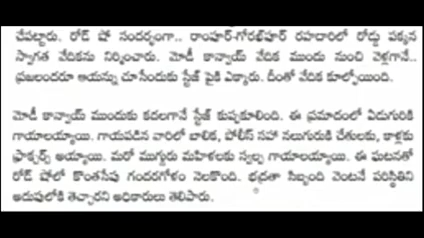 చేపట్టారు. రోడ్ షో సందర్భంగా.. రాంపూర్-గోరఖ్‌పూర్ రహదారిలో రోడ్డు పక్కన
స్వాగత వేదికను నిర్మించారు. మోడీ కాన్వాయ్ వేదిక ముందు నుంచి వెళ్లగానే..
ప్రజలందరూ ఆయన్ను చూసేందుకు స్టేజ్ పైకి ఎక్కారు. దీంతో వేదిక కూల్పోయింది.
మోడీ కాన్వాయ్ ముందుకు కదలగానే స్టేజ్ కుప్పకూలింది. ఈ ప్రమాదంలో ఏడుగురికి
గాయాలయ్యాయి. గాయపడిన వారిలో బాలిక, పోలీస్ సహా నలుగురుకి చేతులకు, కాళ్లకు
ఫ్రాక్చర్స్ అయ్యాయి. మరో ముగ్గురు మహిళలకు స్వల్ప గాయాలయ్యాయి. ఈ ఘటనతో
రోడ్ షోలో కొంతసేపు గందరగోళం నెలకొంది. భద్రతా సిబ్బంది వెంటనే పరిస్థితిని
అదుపులోకి తెచ్చారని అధికారులు తెలిపారు.